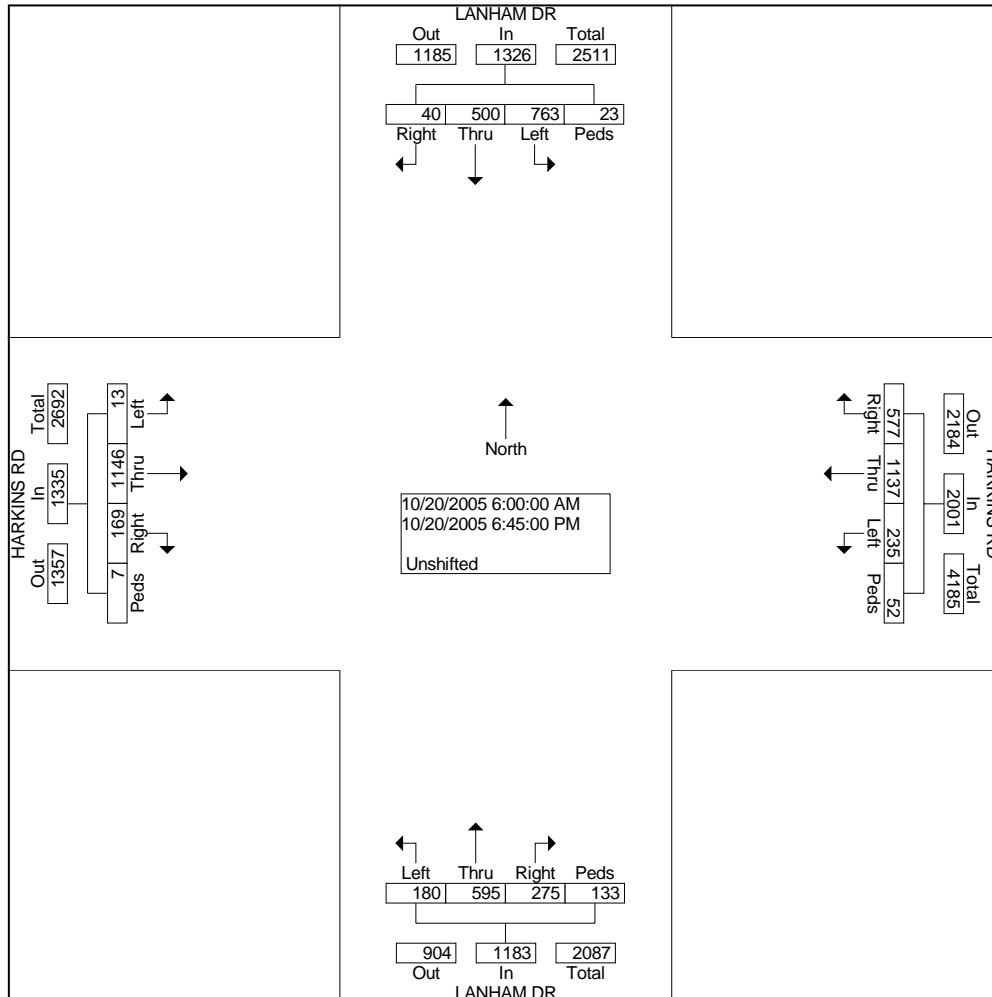 LANHAM DR
Out In Total
1185 1326 2511
40 500 763 23
Right Thru Left Peds
HARKINS RD
Total In Out
2692 1335 1357
13 1146 169 7
Left Thru Right Peds
North
10/20/2005 6:00:00 AM
10/20/2005 6:45:00 PM
Unshifted
HARKINS RD
Out In Total
2184 2001 4185
577 1137 235 52
Right Thru Left Peds
Left Thru Right Peds
180 595 275 133
904 1183 2087
Out In Total
LANHAM DR